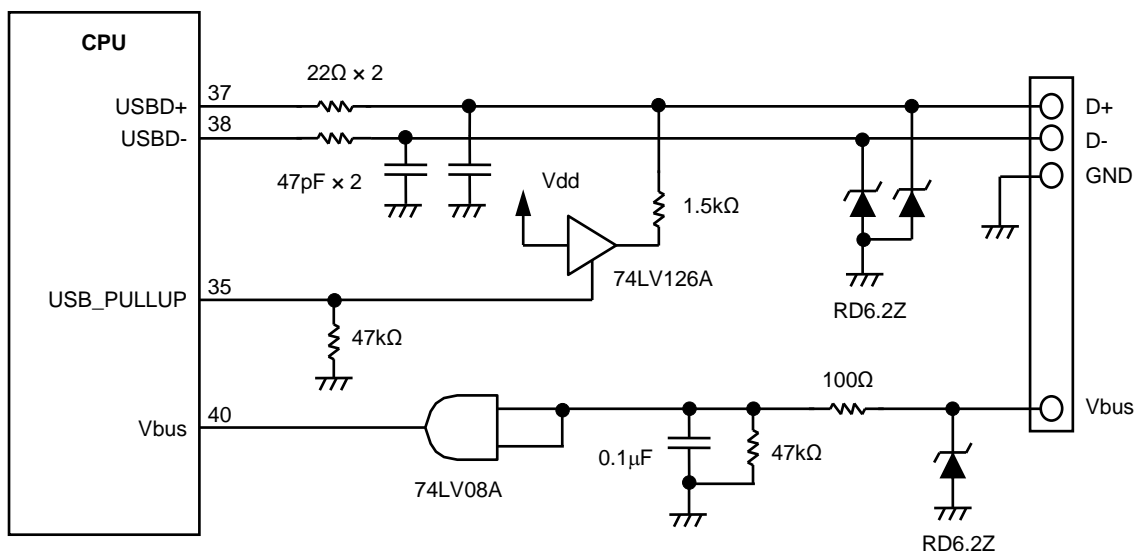 CPU
22Ω × 2
USBD+ 37
D+
USBD- 38
D-
47pF × 2
Vdd
GND
1.5kΩ
74LV126A
USB_PULLUP 35
RD6.2Z
47kΩ
100Ω
Vbus 40
Vbus
0.1μF
47kΩ
74LV08A
RD6.2Z